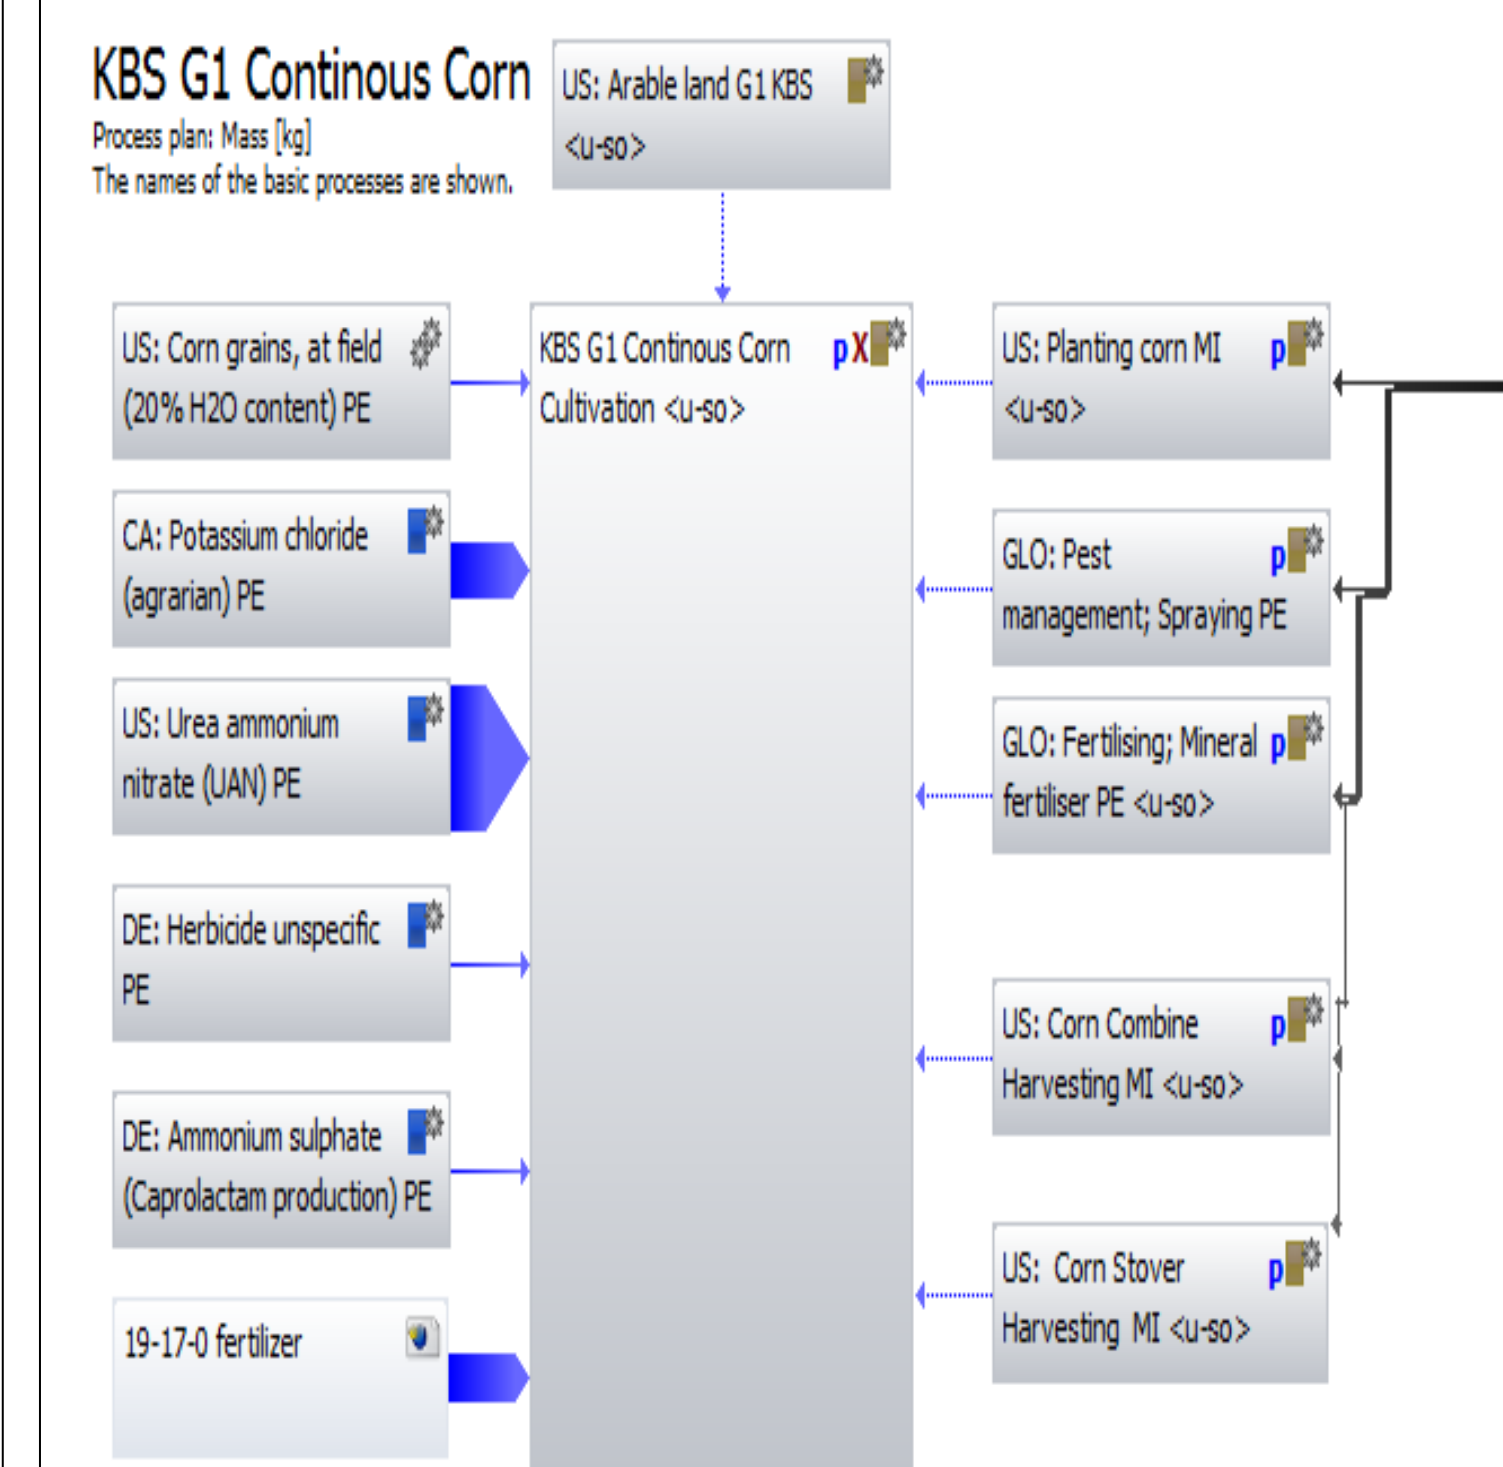 KBS G1 Continous Corn
Process plan: Mass [kg]
The names of the basic processes are shown.
US: Arable land G1 KBS
<u-so>
US: Corn grains, at field
(20% H2O content) PE
CA: Potassium chloride
(agrarian) PE
US: Urea ammonium
nitrate (UAN) PE
DE: Herbicide unspecific
PE
DE: Ammonium sulphate
(Caprolactam production) PE
19-17-0 fertilizer
KBS G1 Continous Corn pX
Cultivation <u-so>
US: Planting corn MI p
<u-so>
GLO: Pest p
management; Spraying PE
GLO: Fertilising; Mineral p
fertiliser PE <u-so>
US: Corn Combine p
Harvesting MI <u-so>
US: Corn Stover p
Harvesting MI <u-so>